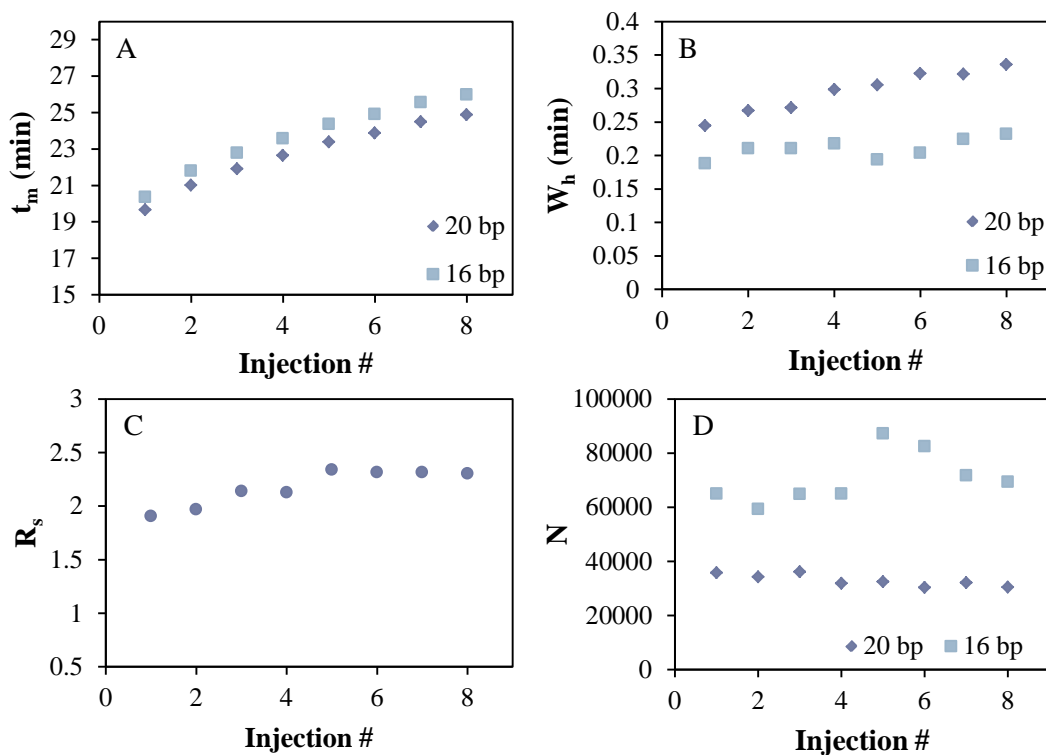 A
29
27
25
23
21
19
17
15
t_m (min)
20 bp
16 bp
0 2 4 6 8
Injection #
B
0.4
0.35
0.3
0.25
0.2
0.15
0.1
0.05
0
W_h (min)
20 bp
16 bp
0 2 4 6 8
Injection #
C
3
2.5
2
1.5
1
0.5
R_s
0 2 4 6 8
Injection #
D
100000
80000
60000
40000
20000
0
N
20 bp 16 bp
0 2 4 6 8
Injection #